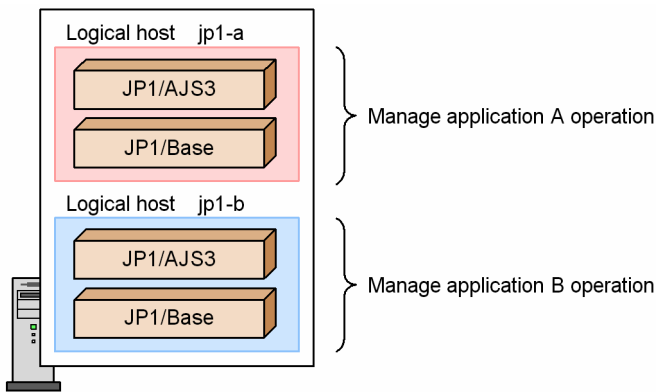 Logical host jp1-a
JP1/AJS3
JP1/Base
Manage application A operation
Logical host jp1-b
JP1/AJS3
JP1/Base
Manage application B operation